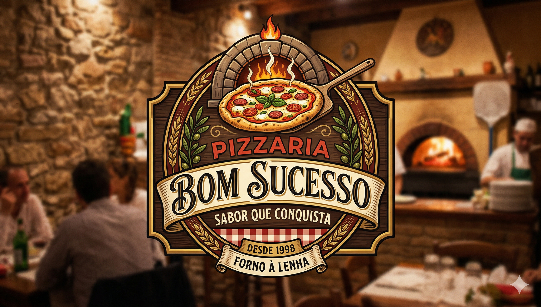 PIZZARIA
BOM SUCESSO
SABOR QUE CONQUISTA
DESDE 1998
FORNO À LENHA